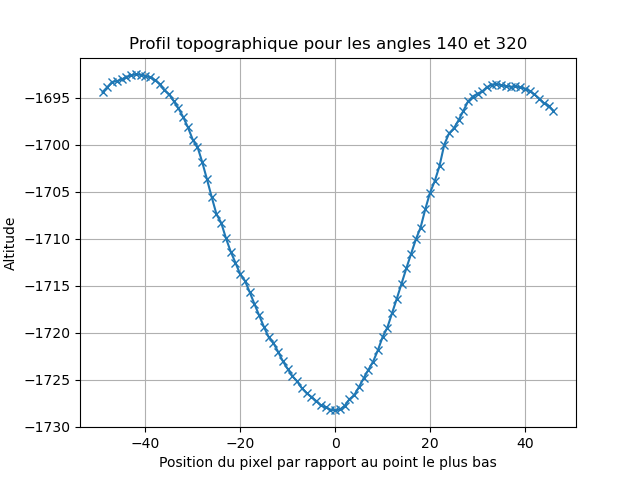 Profil topographique pour les angles 140 et 320
Altitude
−1695
−1700
−1705
−1710
−1715
−1720
−1725
−1730
−40 −20 0 20 40
Position du pixel par rapport au point le plus bas